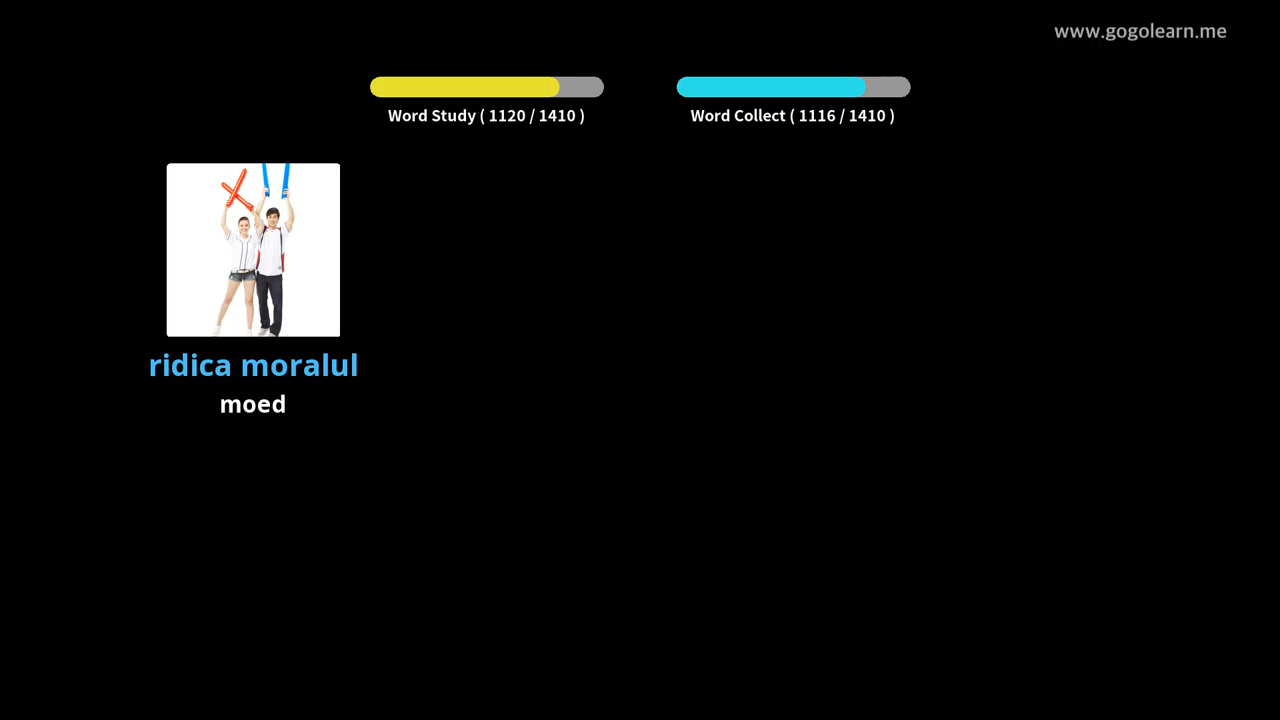 www.gogolearn.me
Word Study ( 1120 / 1410 )
Word Collect ( 1116 / 1410 )
ridica moralul
moed